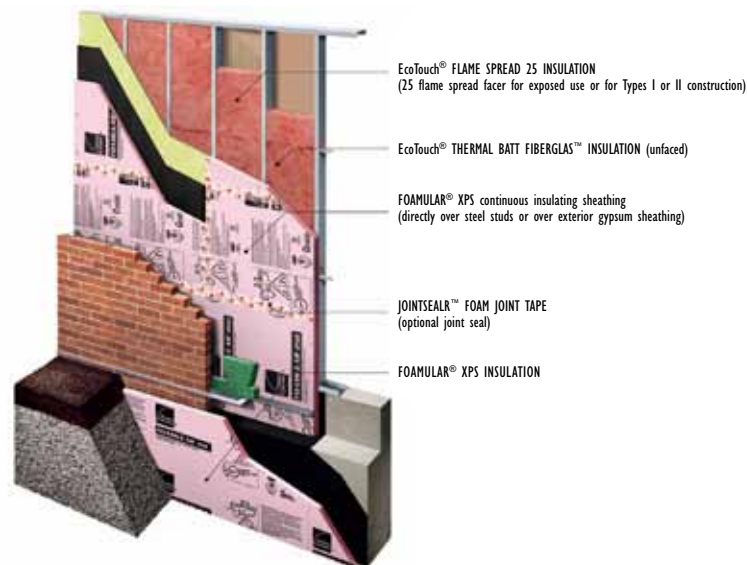 EcoTouch® FLAME SPREAD 25 INSULATION
(25 flame spread facer for exposed use or for Types I or II construction)
EcoTouch® THERMAL BATT FIBERGLAS™ INSULATION (unfaced)
FOAMULAR® XPS continuous insulating sheathing
(directly over steel studs or over exterior gypsum sheathing)
JOINTSEALR™ FOAM JOINT TAPE
(optional joint seal)
FOAMULAR® XPS INSULATION